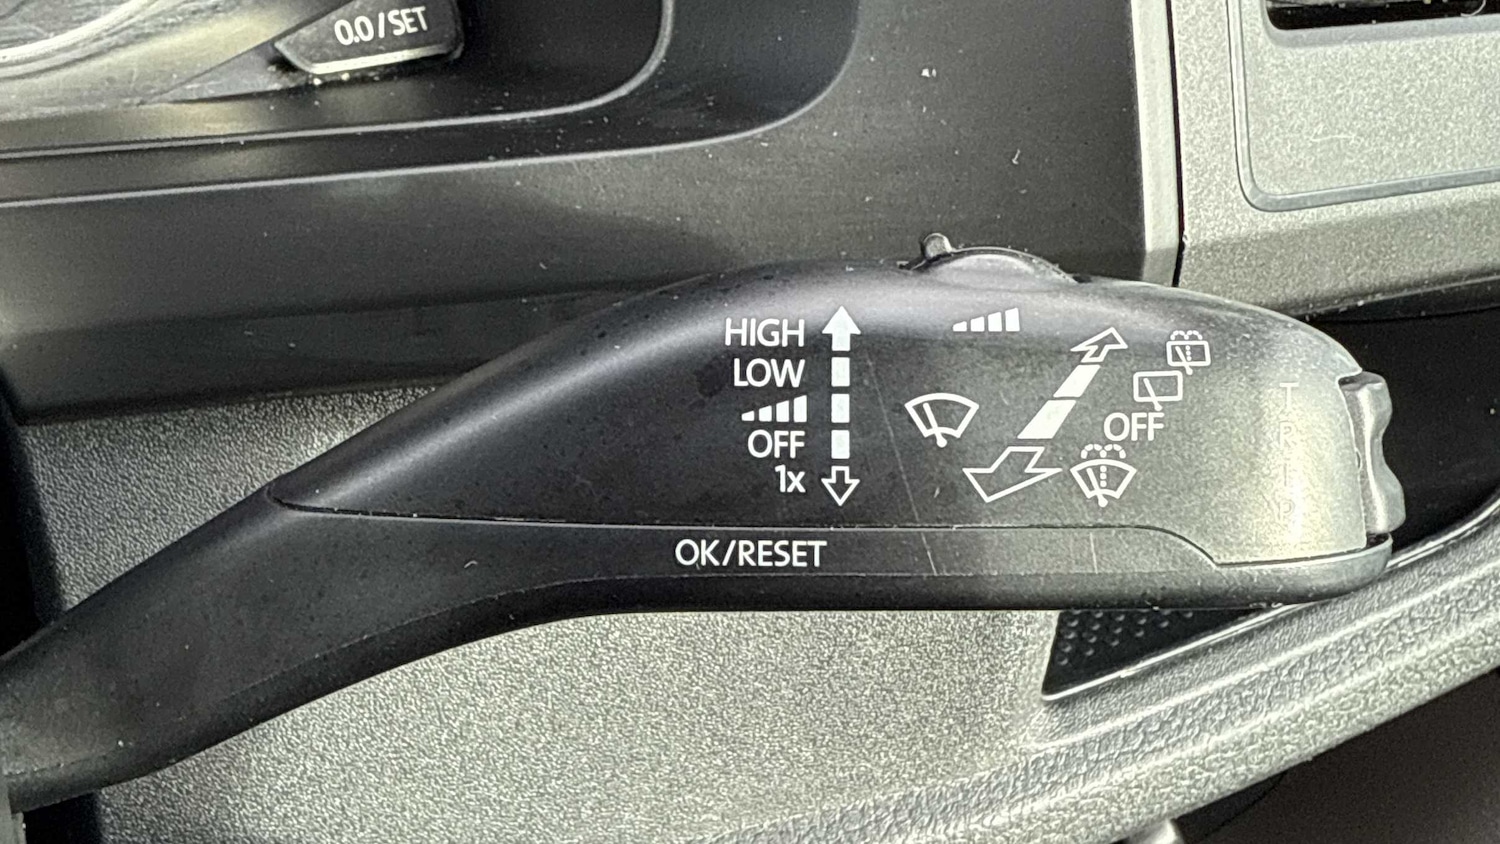 0.0/SET
HIGH
LOW
OFF
1x
OFF
TRIP
OK/RESET